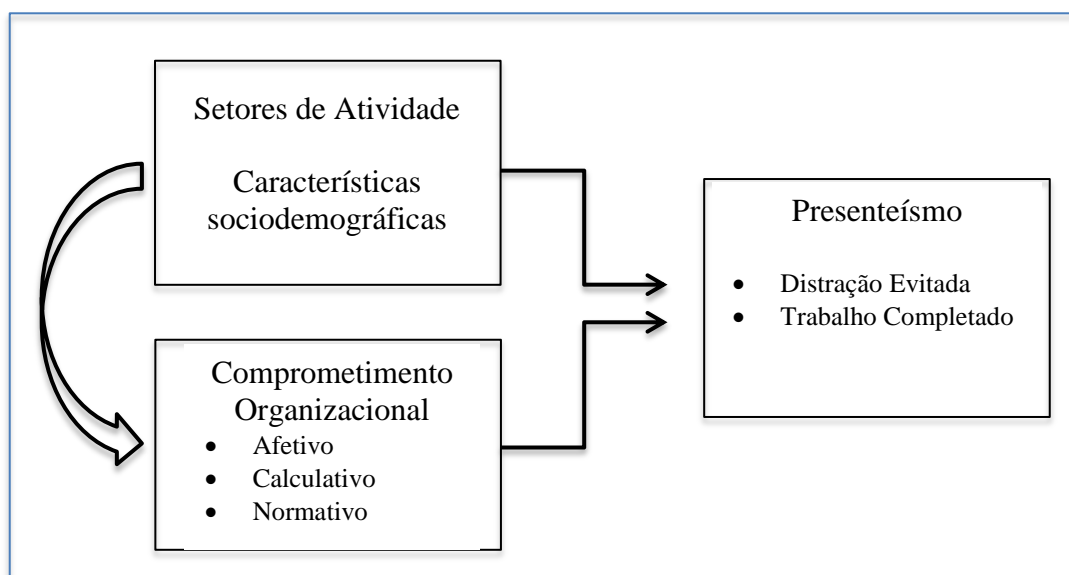 Setores de Atividade
Características
sociodemográficas
Comprometimento
Organizacional
• Afetivo
• Calculativo
• Normativo
Presenteísmo
• Distração Evitada
• Trabalho Completado